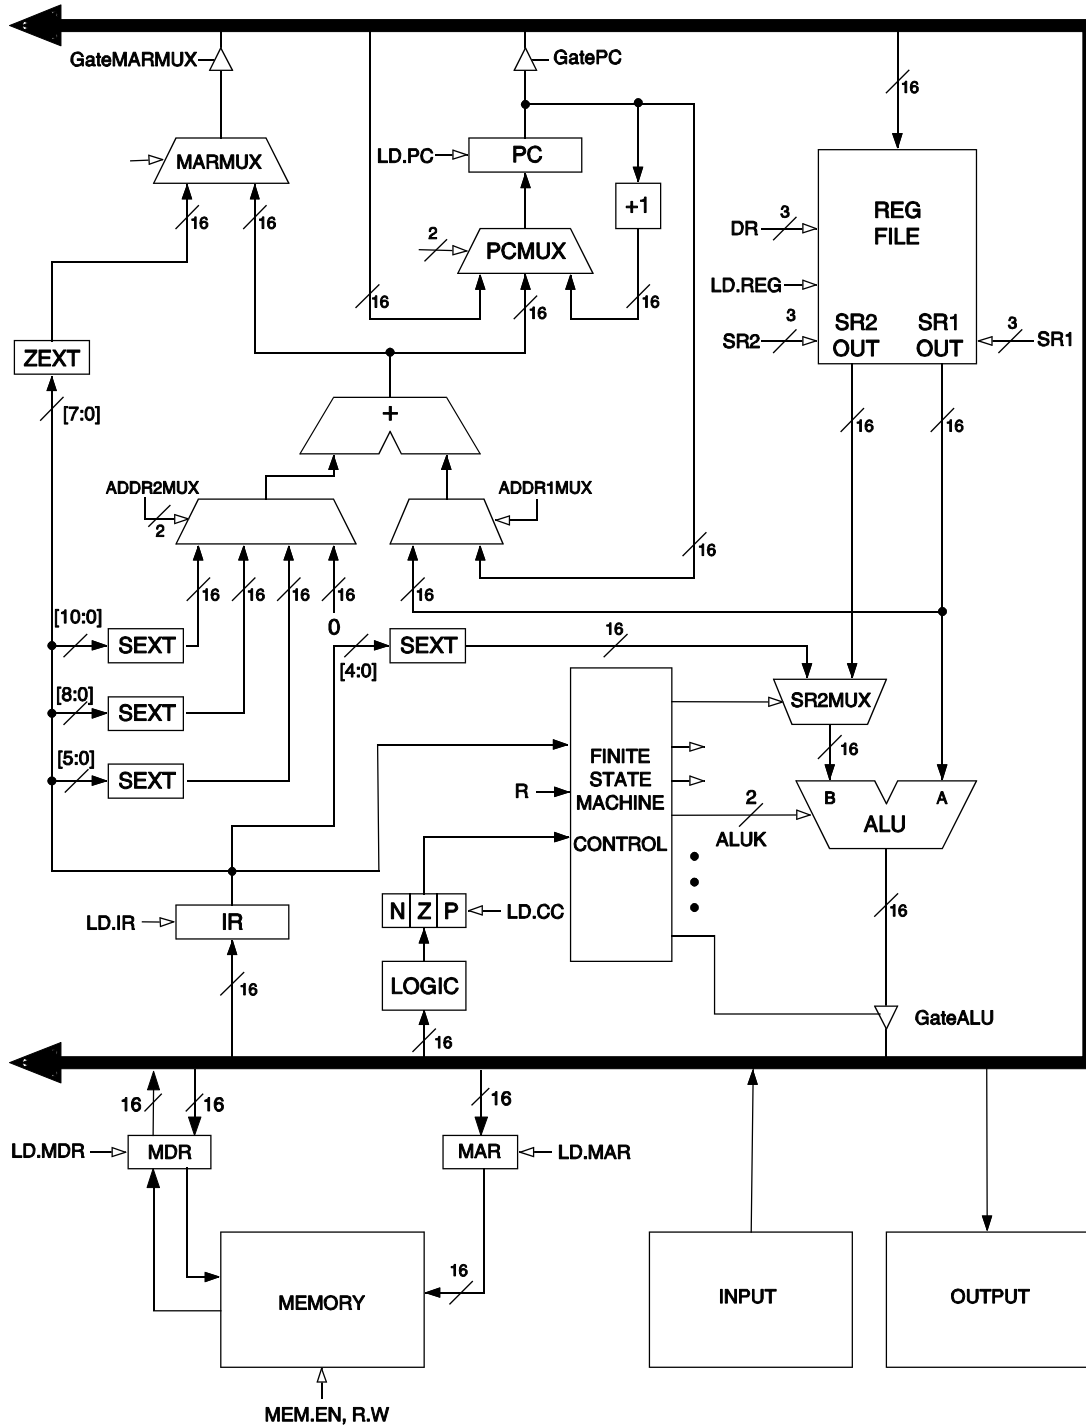 GateMARMUX
GatePC
16
MARMUX
LD.PC
PC
16
16
+1
REG
FILE
3
DR
2
PCMUX
LD.REG
16
16
16
3
SR2
SR2
OUT
SR1
OUT
3
SR1
ZEXT
[7:0]
+
16
16
ADDR2MUX
2
ADDR1MUX
16
16
16
16
16
16
[10:0]
SEXT
0
[4:0]
SEXT
16
[8:0]
SEXT
SR2MUX
[5:0]
SEXT
16
FINITE
STATE
MACHINE
R
CONTROL
2
ALUK
B
A
ALU
N Z P
LD.CC
LD.IR
IR
16
16
LOGIC
16
GateALU
16
16
16
LD.MDR
MDR
MAR
LD.MAR
16
MEMORY
INPUT
OUTPUT
MEM.EN, R.W